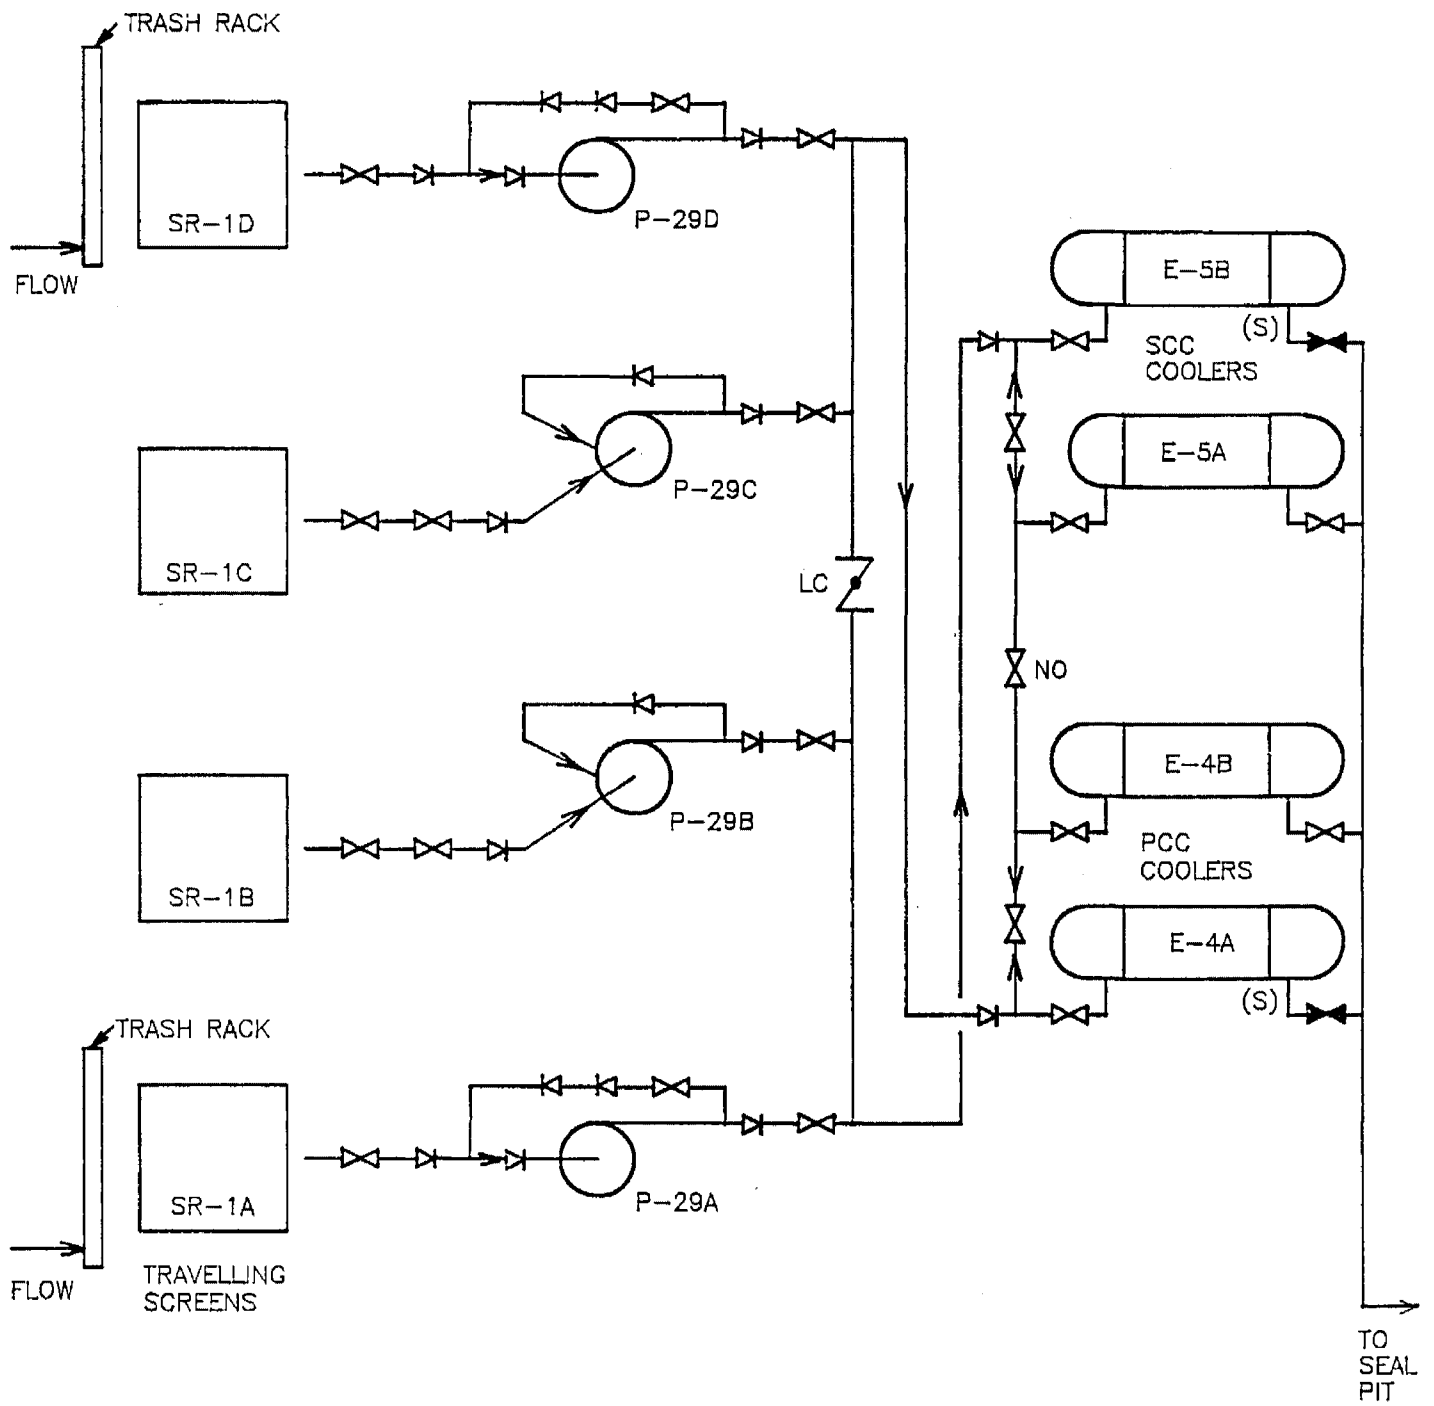 TRASH RACK
SR-1D
P-29D
FLOW
E-5B
(S)
SCC
COOLERS
E-5A
P-29C
SR-1C
LC
NO
E-4B
P-29B
PCC
COOLERS
SR-1B
E-4A
(S)
TRASH RACK
SR-1A
P-29A
FLOW
TRAVELLING
SCREENS
TO
SEAL
PIT